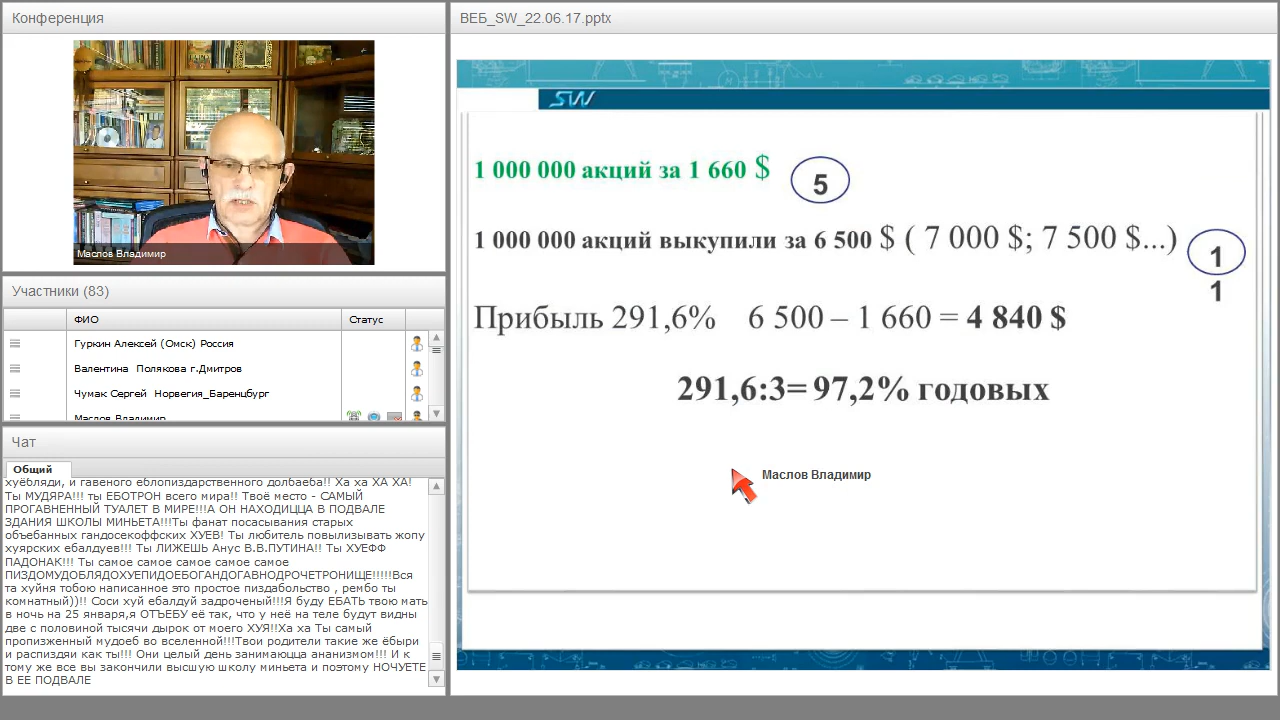 Конференция
Маслов Владимир
Участники (83)
ФИО
Статус
Гуркин Алексей (Омск) Россия
Валентина Полякова г.Дмитров
Чумак Сергей Норвегия_Баренцбург
Маслов Владимир
Чат
Общий
хуёбляди, и гавеногоеблопиздарственного долбаеба!! Ха ха ХА ХА!
Ты МУДЯРА!!! ты ЕБОТРОН всего мира!! Твоё место - САМЫЙ
ПРОГАВНЕННЫЙ ТУАЛЕТ В МИРЕ!!!А ОН НАХОДИЦЦА В ПОДВАЛЕ
ЗДАНИЯ ШКОЛЫ МИНЬЕТА!!!Ты фанат посасывания старых
объебанных гандосекоффских ХУЕВ! Ты любитель повылизывать жопу
хуярских ебалдуев!!! Ты ЛИЖЕШЬ Анус В.В.ПУТИНА!! Ты ХУЕФФ
ПАДОНАК!!! Ты самое самое самое самое самое
ПИЗДОМУДОБЛЯДОХУЕПИДОЕБОГАНДОГАВНОДРОЧЕТРОНИЩЕ!!!!!Вся
та хуйня тобою написанное это простое пиздабольство , рембо ты
комнатный))!! Соси хуй ебалдуй задроченый!!!Я буду ЕБАТЬ твою мать
в ночь на 25 января,я ОТЪЕБУ её так, что у неё на теле будут видны
две с половиной тысячи дырок от моего ХУЯ!!Ха ха Ты самый
пропизженный мудоеб во вселенной!!!Твои родители такие же ёбыри
и распиздяи как ты!!! Они целый день занимаюцца ананизмом!!! И к
тому же все вы закончили высшую школу миньета и поэтому НОЧУЕТЕ
В ЕЁ ПОДВАЛЕ
ВЕБ_SW_22.06.17.pptx
SW
1 000 000 акций за 1 660 $
5
1 000 000 акций выкупили за 6 500 $ ( 7 000 $; 7 500 $...)
1
1
Прибыль 291,6% 6 500 – 1 660 = 4 840 $
291,6:3= 97,2% годовых
Маслов Владимир